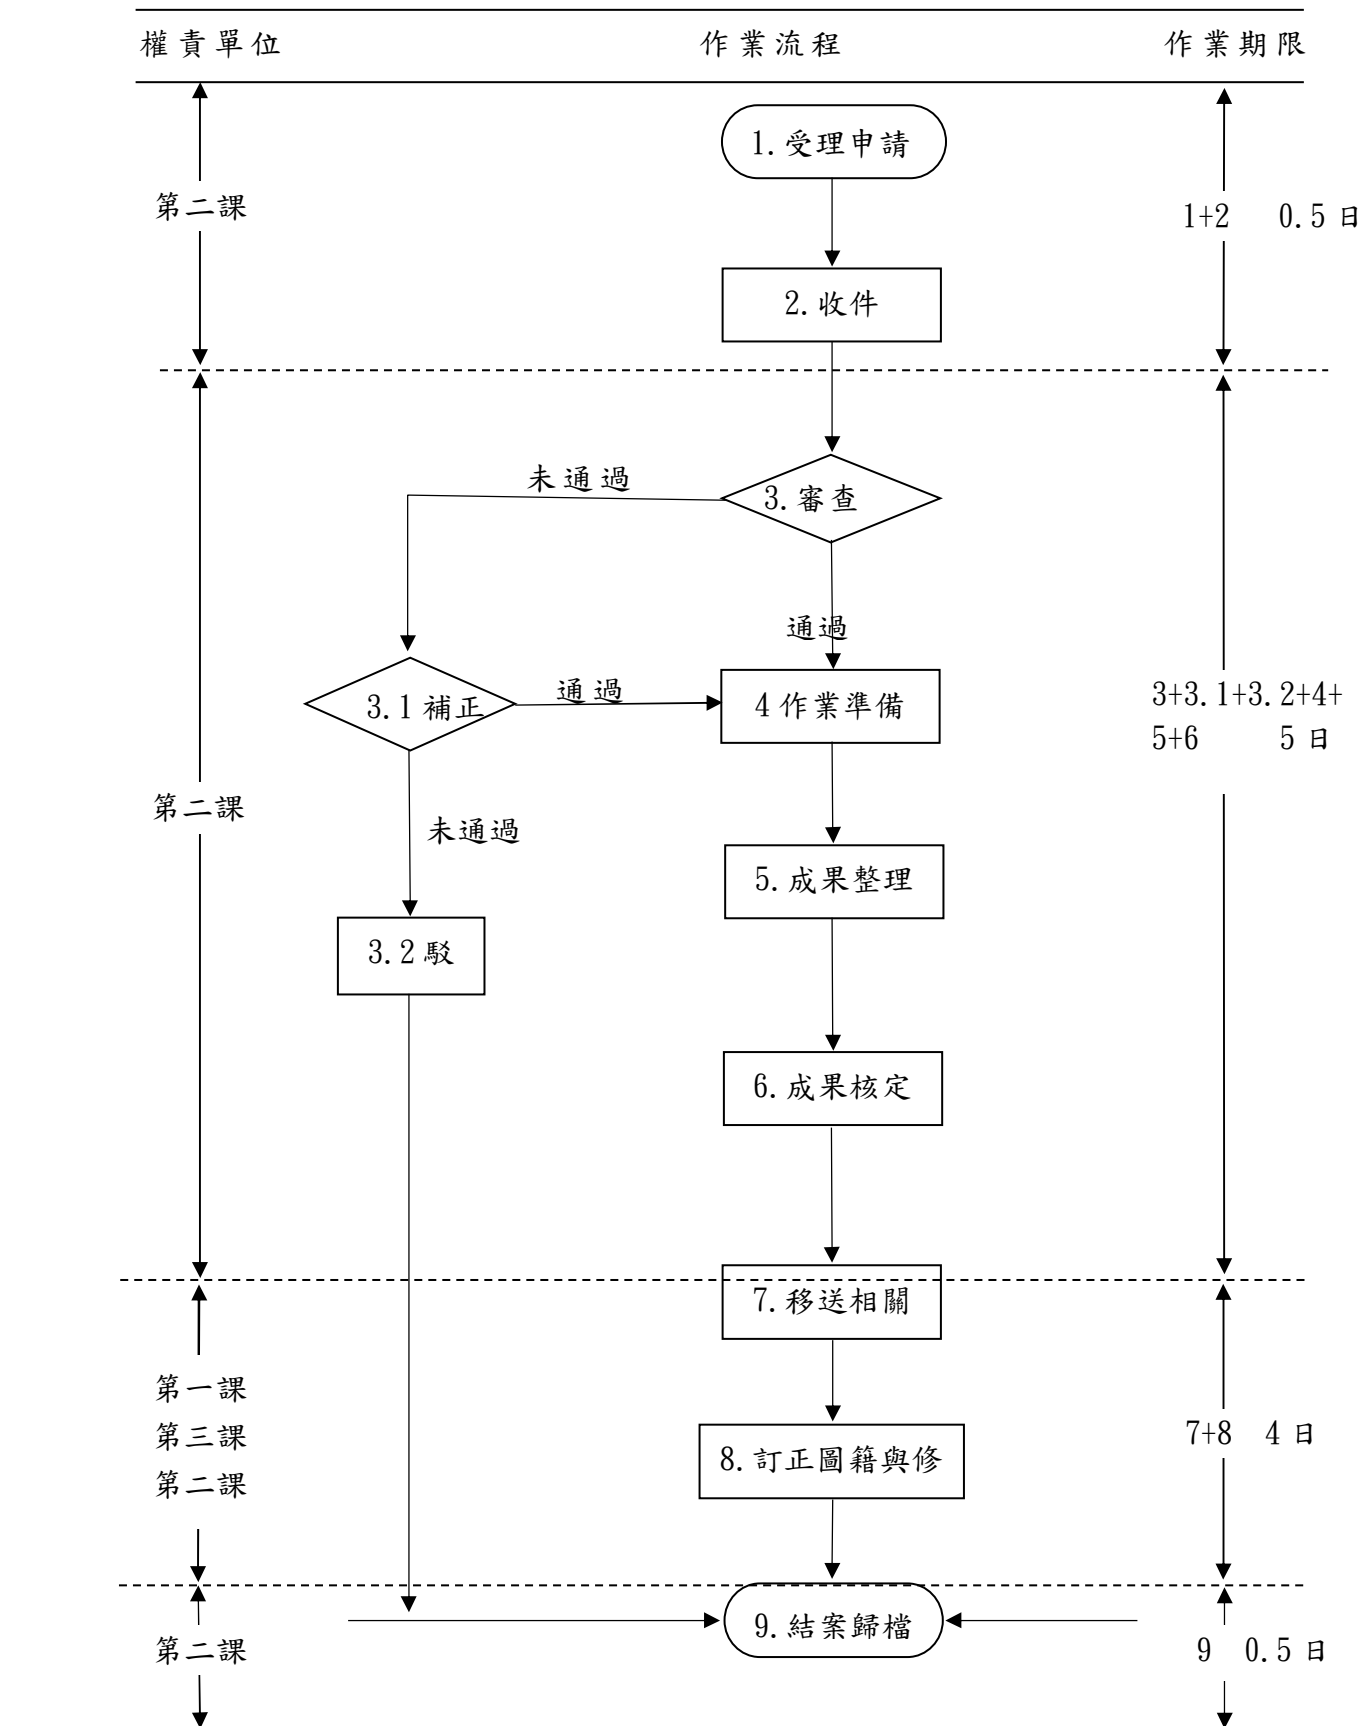 權責單位 作業流程 作業期限
1.受理申請
第二課
1+2 0.5日
2.收件
未通過
3.審查
通過
3.1補正
通過
4作業準備
3+3.1+3.2+4+
5+6 5日
第二課
未通過
5.成果整理
3.2駁
6.成果核定
7.移送相關
第一課
第三課
第二課
7+8 4日
8.訂正圖籍與修
9.結案歸檔
第二課
9 0.5日